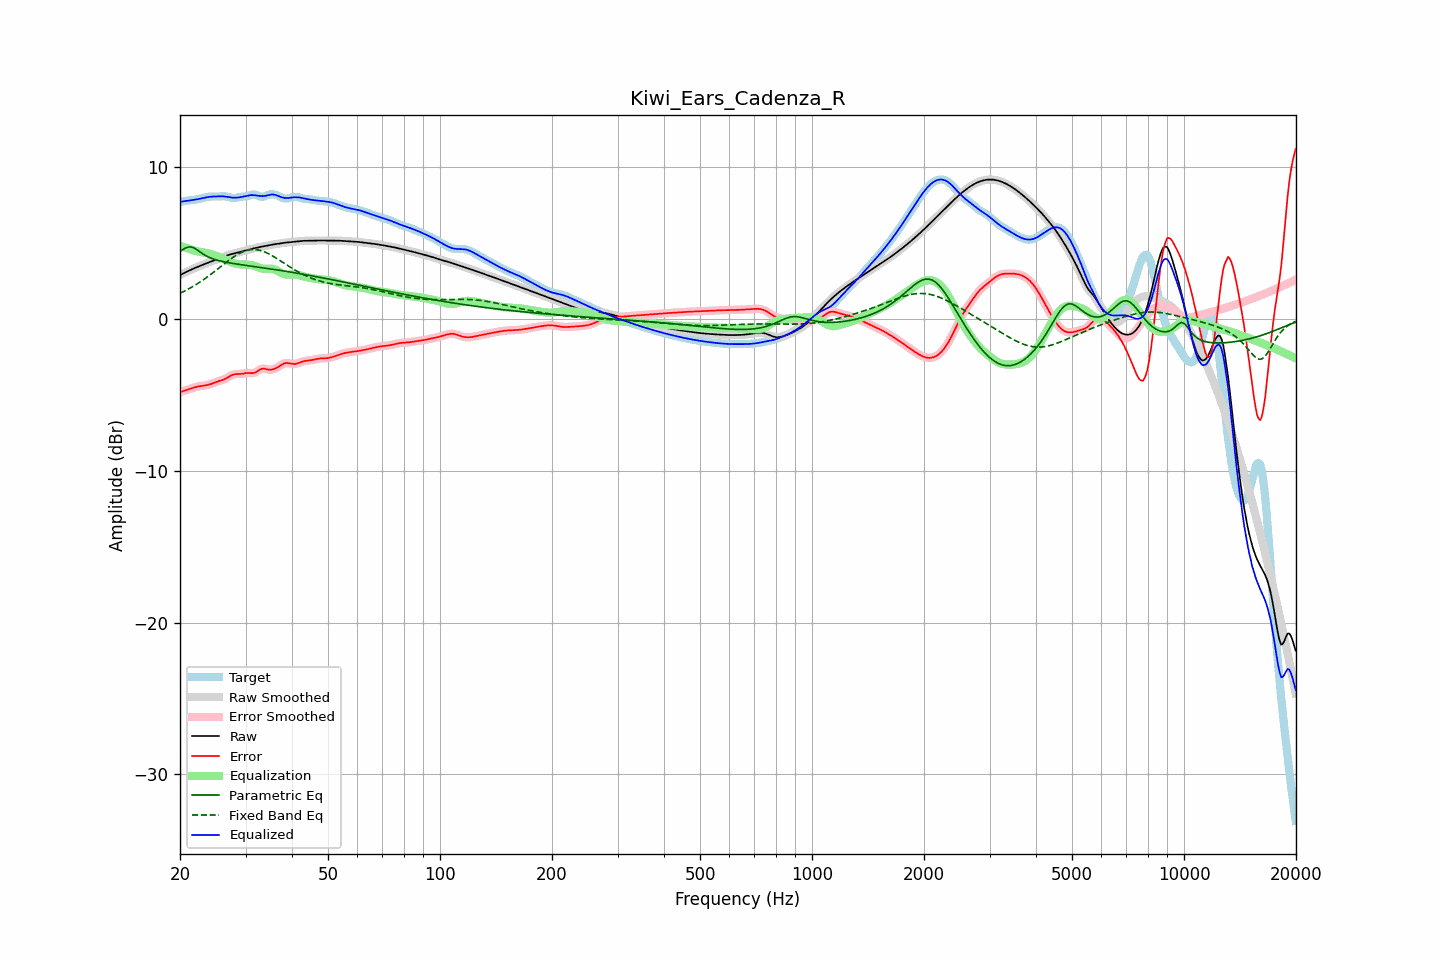 Kiwi_Ears_Cadenza_R
Amplitude (dBr)
10
0
−10
−20
−30
Target
Raw Smoothed
Error Smoothed
Raw
Error
Equalization
Parametric Eq
Fixed Band Eq
Equalized
20 50 100 200 500 1000 2000 5000 10000 20000
Frequency (Hz)